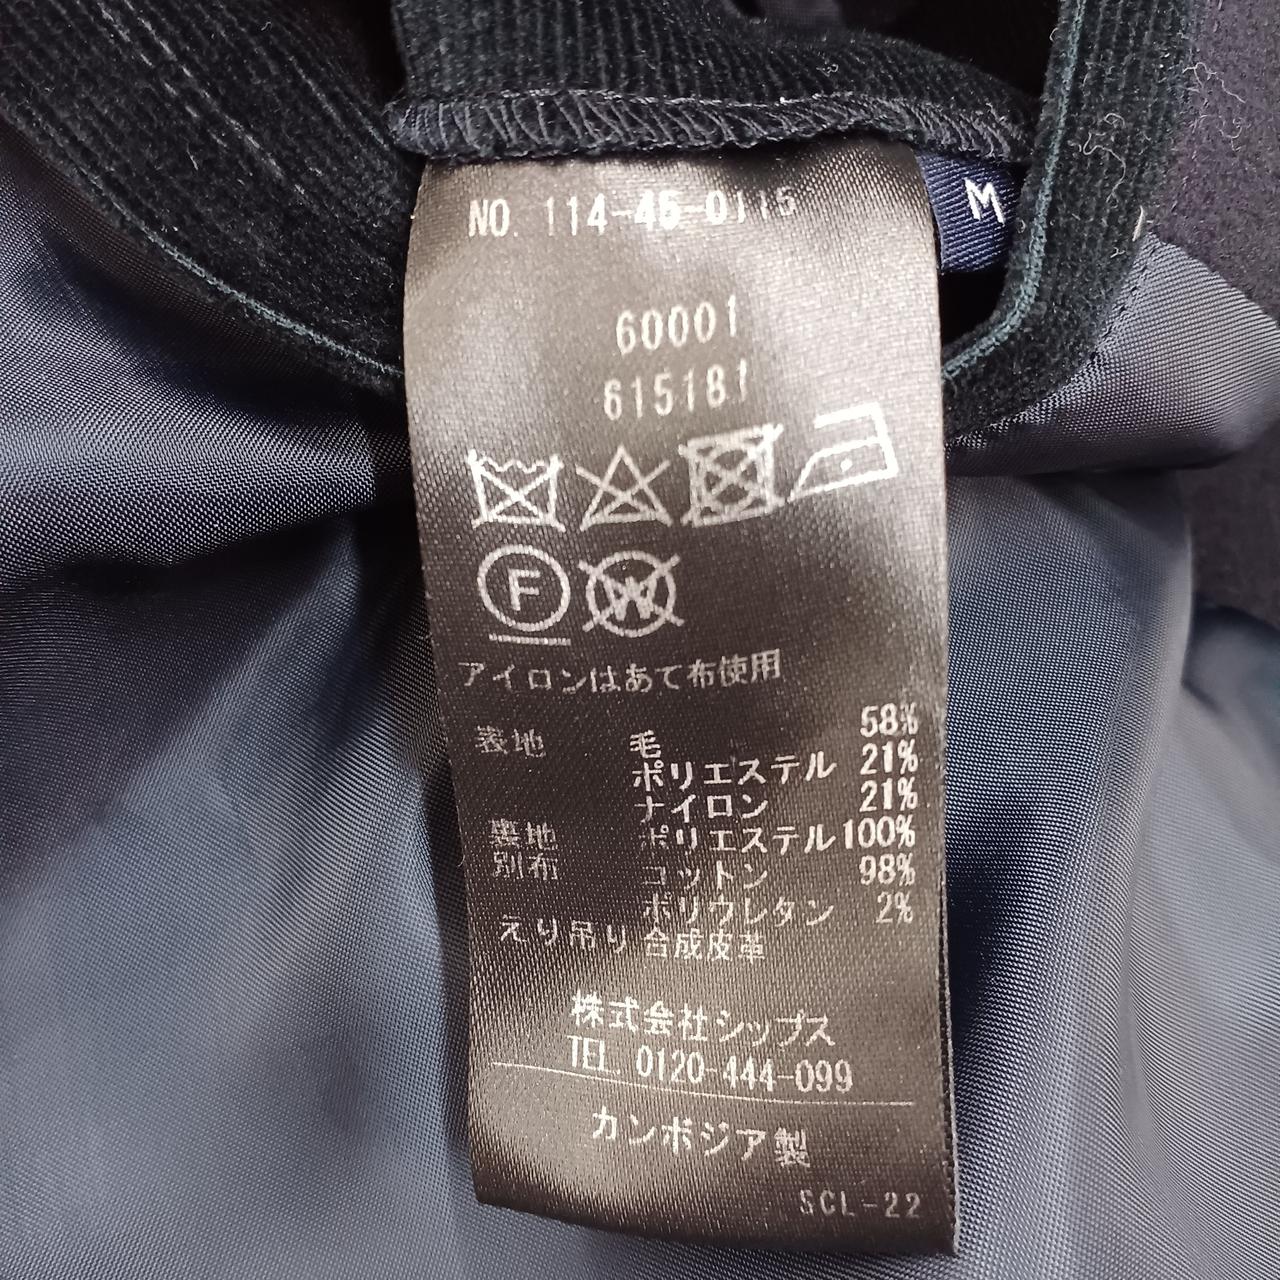 NO. 114-45-0115
M
60001
615181
F
W
アイロンはあて布使用
表地 毛 58%
ポリエステル 21%
ナイロン 21%
裏地 ポリエステル 100%
別布 コットン 98%
ポリウレタン 2%
えり吊り 合成皮革
株式会社シップス
TEL 0120-444-099
カンボジア製
SCL-22